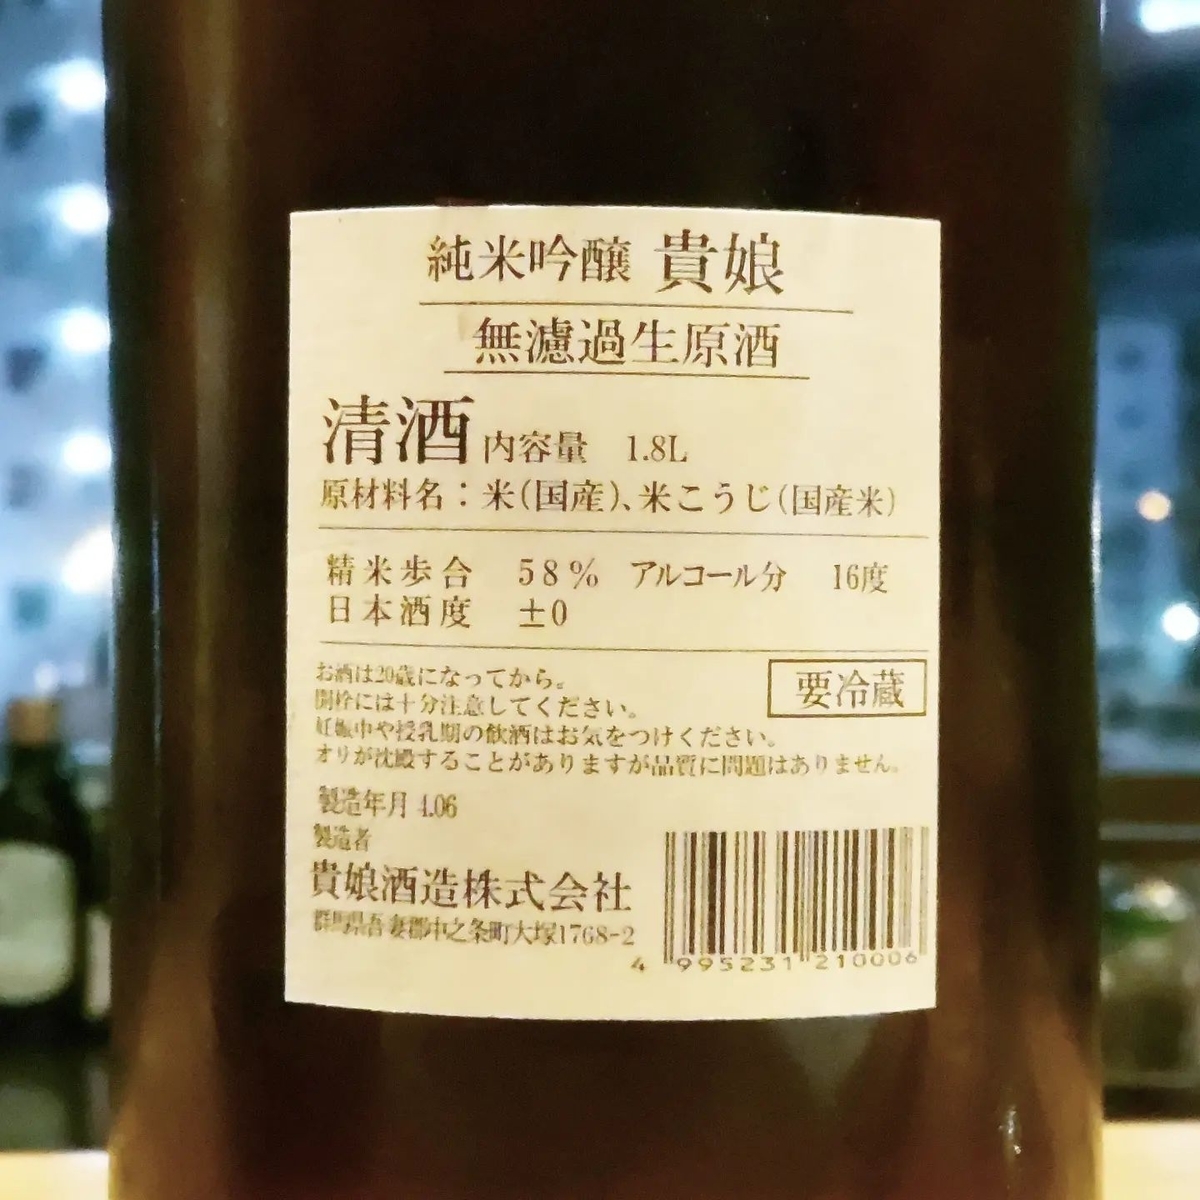 純米吟醸 貴娘
無濾過生原酒
清酒 内容量 1.8L
原材料名：米(国産)、米こうじ(国産米)
精米歩合 58% アルコール分 16度
日本酒度 ±0
お酒は20歳になってから。
開栓には十分注意してください。
妊娠中や授乳期の飲酒はお気をつけください。
オリが沈殿することがありますが品質に問題はありません。
要冷蔵
製造年月 4.06
製造者
貴娘酒造株式会社
群馬県吾妻郡中之条町大塚1768-2
4 995231 210006